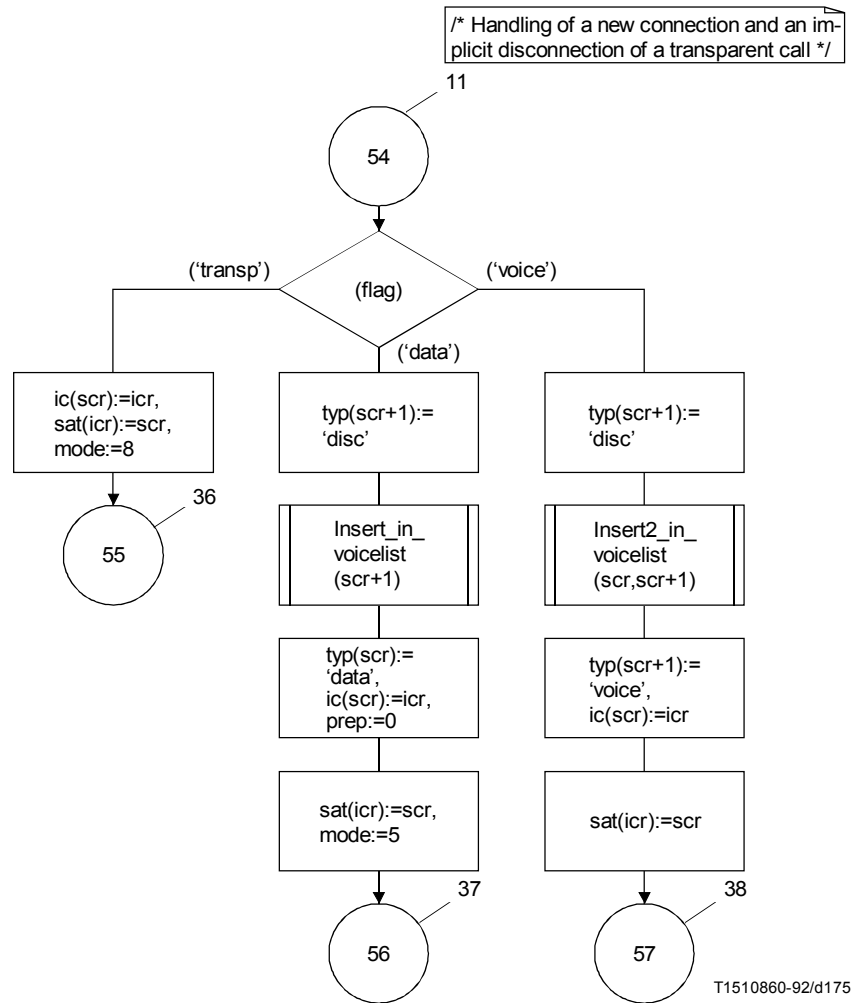 /* Handling of a new connection and an im-
plicit disconnection of a transparent call */
11
54
(‘transp’)
(flag)
(‘voice’)
(‘data’)
ic(scr):=icr,
sat(icr):=scr,
mode:=8
typ(scr+1):=
‘disc’
typ(scr+1):=
‘disc’
36
55
Insert_in_
voicelist
(scr+1)
Insert2_in_
voicelist
(scr,scr+1)
typ(scr):=
‘data’,
ic(scr):=icr,
prep:=0
typ(scr+1):=
‘voice’,
ic(scr):=icr
sat(icr):=scr,
mode:=5
sat(icr):=scr
37
56
38
57
T1510860-92/d175